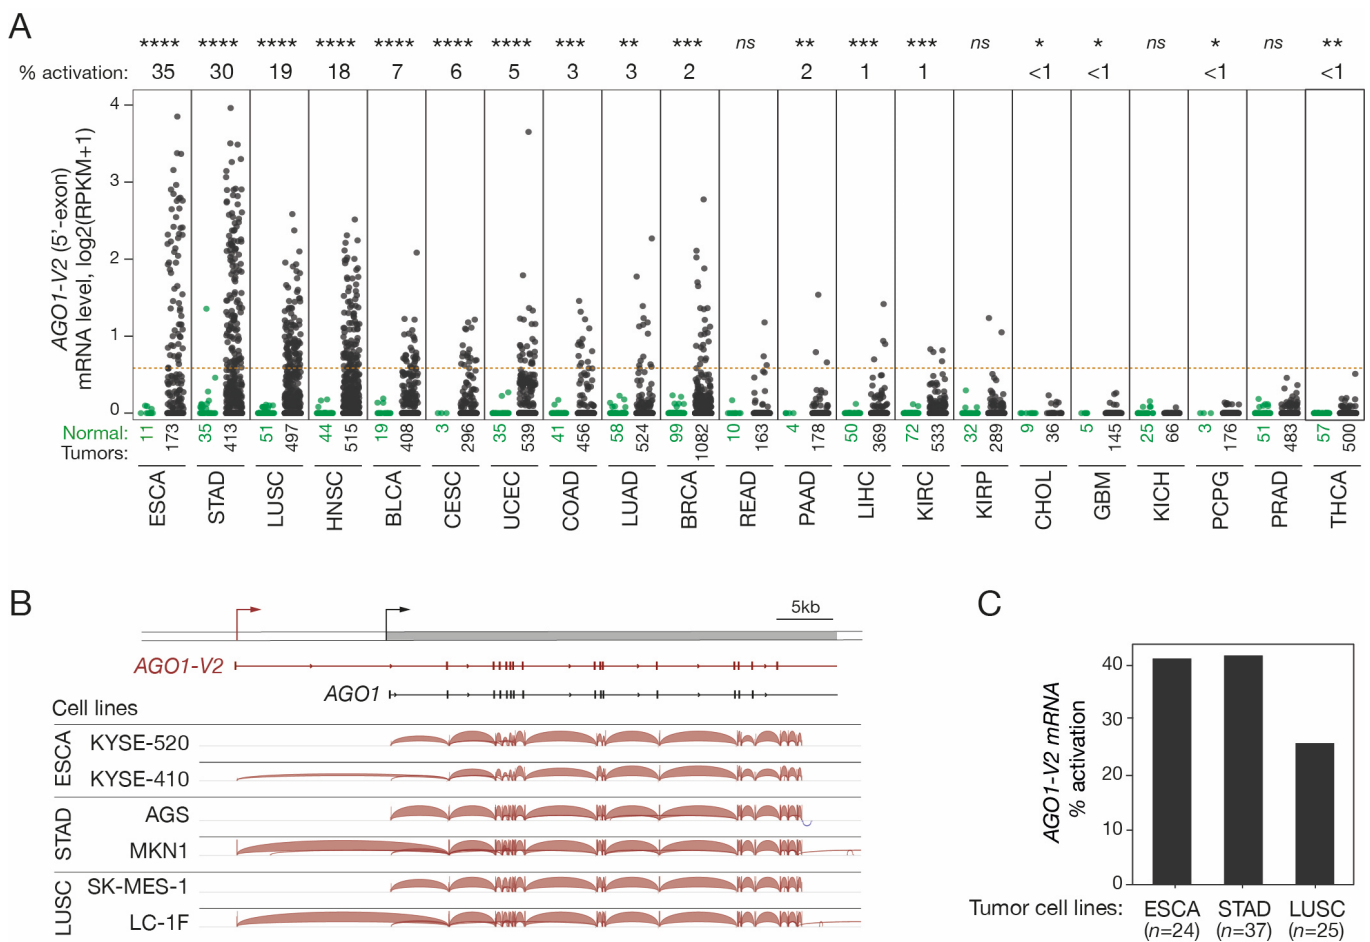 A
**** **** **** **** **** **** **** *** ** *** ns ** *** *** ns * * ns * ns **
% activation: 35 30 19 18 7 6 5 3 3 2 2 1 1 <1 <1 <1 <1
AGO1-V2 (5'-exon)
mRNA level, log2(RPKM+1)
4
3
2
1
0
Normal: 11 35 51 44 19 3 35 41 58 99 10 4 50 72 32 9 5 25 3 51 57
Tumors: 173 413 497 515 408 296 539 456 524 1082 163 178 369 533 289 36 145 66 176 483 500
ESCA STAD LUSC HNSC BLCA CESC UCEC COAD LUAD BRCA READ PAAD LIHC KIRC KIRP CHOL GBM KICH PCPG PRAD THCA
B
5kb
AGO1-V2
AGO1
Cell lines
ESCA
KYSE-520
KYSE-410
STAD
AGS
MKN1
LUSC
SK-MES-1
LC-1F
C
AGO1-V2 mRNA
% activation
40
30
20
10
0
Tumor cell lines: ESCA STAD LUSC
(n=24) (n=37) (n=25)